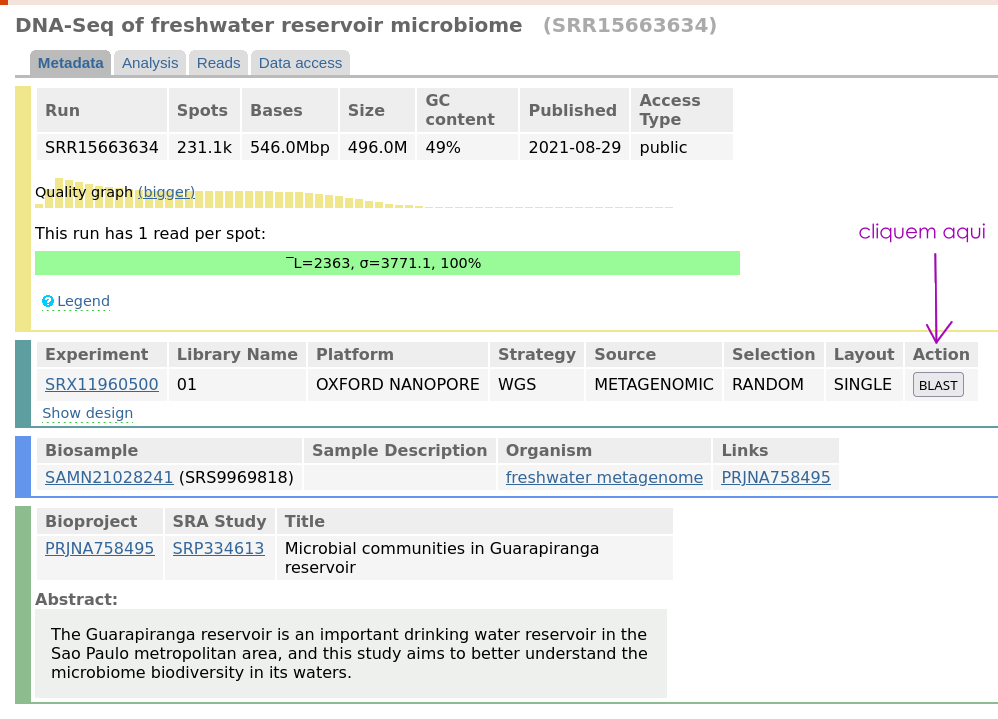 DNA-Seq of freshwater reservoir microbiome (SRR15663634)
Metadata Analysis Reads Data access
Run Spots Bases Size GC content Published Access Type
SRR15663634 231.1k 546.0Mbp 496.0M 49% 2021-08-29 public
Quality graph (bigger)
This run has 1 read per spot:
cliquem aqui
‾L=2363, σ=3771.1, 100%
Legend
Experiment Library Name Platform Strategy Source Selection Layout Action
SRX11960500 01 OXFORD NANOPORE WGS METAGENOMIC RANDOM SINGLE BLAST
Show design
Biosample Sample Description Organism Links
SAMN21028241 (SRS9969818) freshwater metagenome PRJNA758495
Bioproject SRA Study Title
PRJNA758495 SRP334613 Microbial communities in Guarapiranga
reservoir
Abstract:
The Guarapiranga reservoir is an important drinking water reservoir in the
Sao Paulo metropolitan area, and this study aims to better understand the
microbiome biodiversity in its waters.